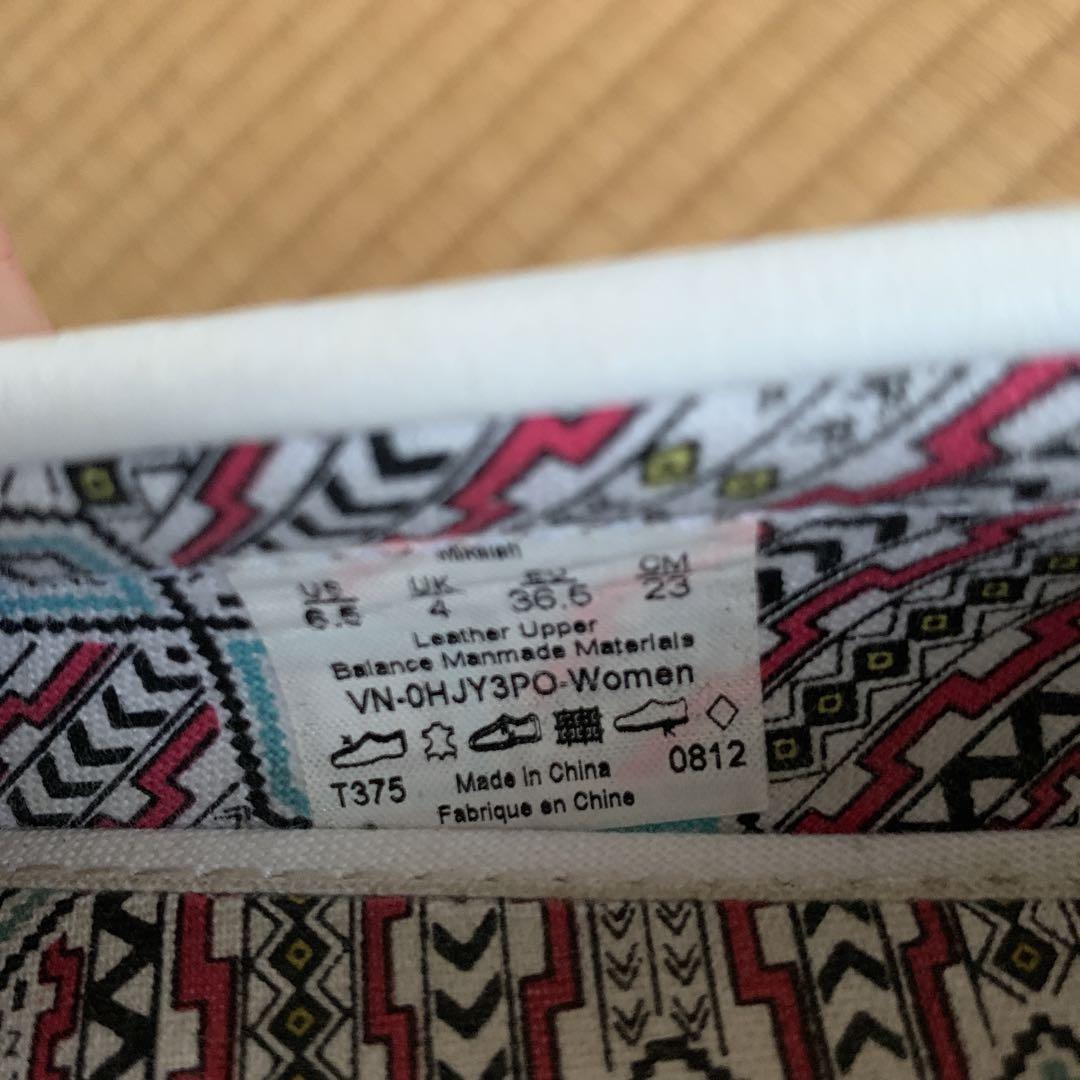 Mikaiah
US UK EU CM
6.5 4 36.5 23
Leather Upper
Balance Manmade Materials
VN-0HJY3PO-Women
T375 Made in China 0812
Fabrique en Chine